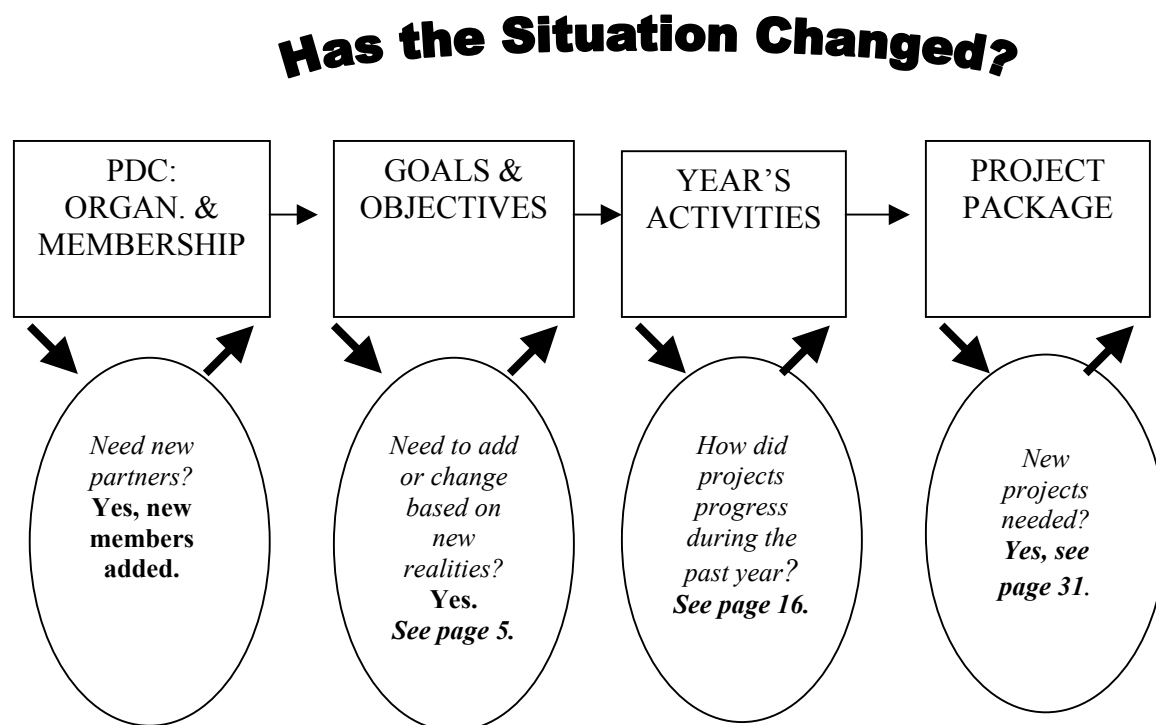 Has the Situation Changed?
PDC:
ORGAN. &
MEMBERSHIP
GOALS &
OBJECTIVES
YEAR’S
ACTIVITIES
PROJECT
PACKAGE
Need new
partners?
Yes, new
members
added.
Need to add
or change
based on
new
realities?
Yes.
See page 5.
How did
projects
progress
during the
past year?
See page 16.
New
projects
needed?
Yes, see
page 31.